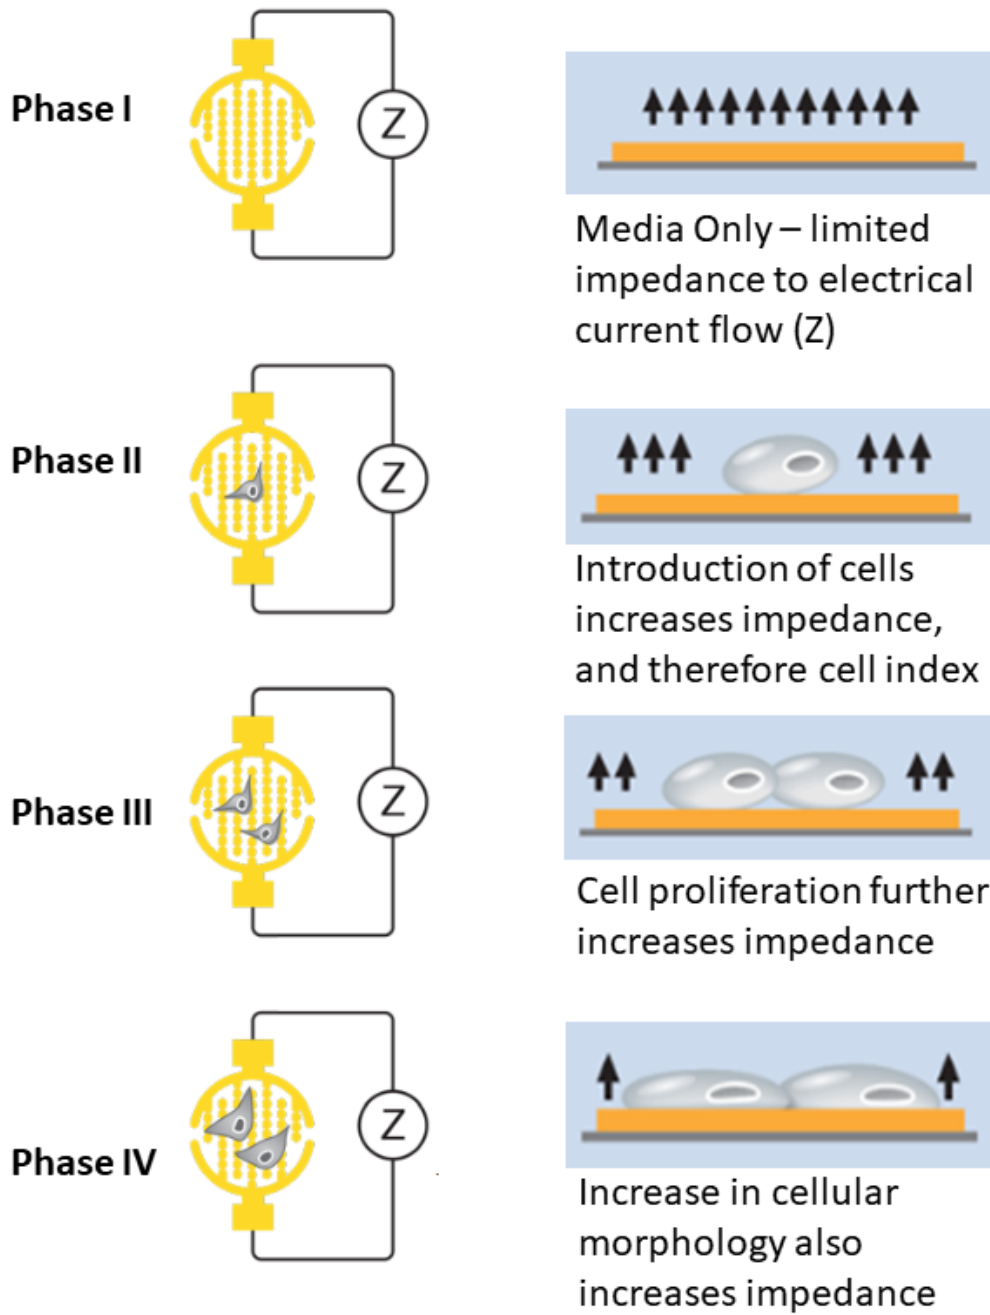 Phase I
Z
Media Only – limited
impedance to electrical
current flow (Z)
Phase II
Z
Introduction of cells
increases impedance,
and therefore cell index
Phase III
Z
Cell proliferation further
increases impedance
Phase IV
Z
Increase in cellular
morphology also
increases impedance